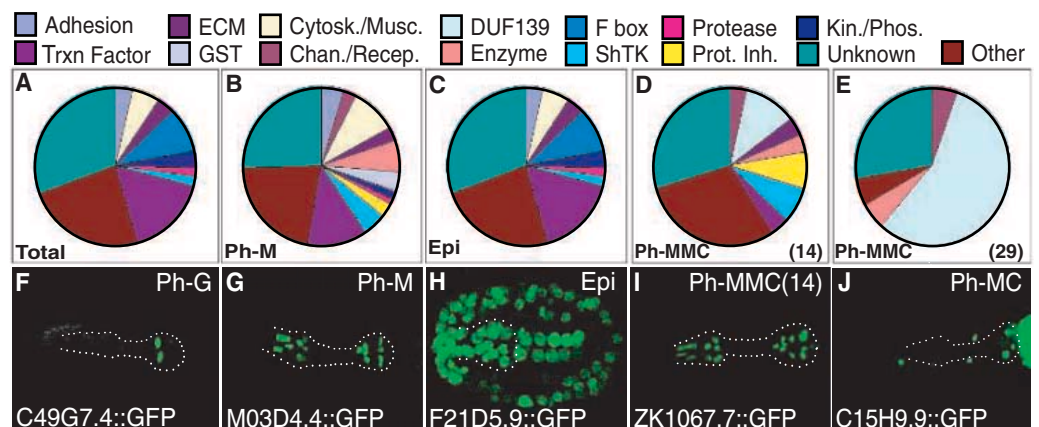 Adhesion ECM Cytosk./Musc. DUF139 F box Protease Kin./Phos.
Trxn Factor GST Chan./Recep. Enzyme ShTK Prot. Inh. Unknown Other
A B C D E
Total Ph-M Epi Ph-MMC (14) Ph-MMC (29)
F Ph-G G Ph-M H Epi I Ph-MMC(14) J Ph-MC
C49G7.4::GFP M03D4.4::GFP F21D5.9::GFP ZK1067.7::GFP C15H9.9::GFP